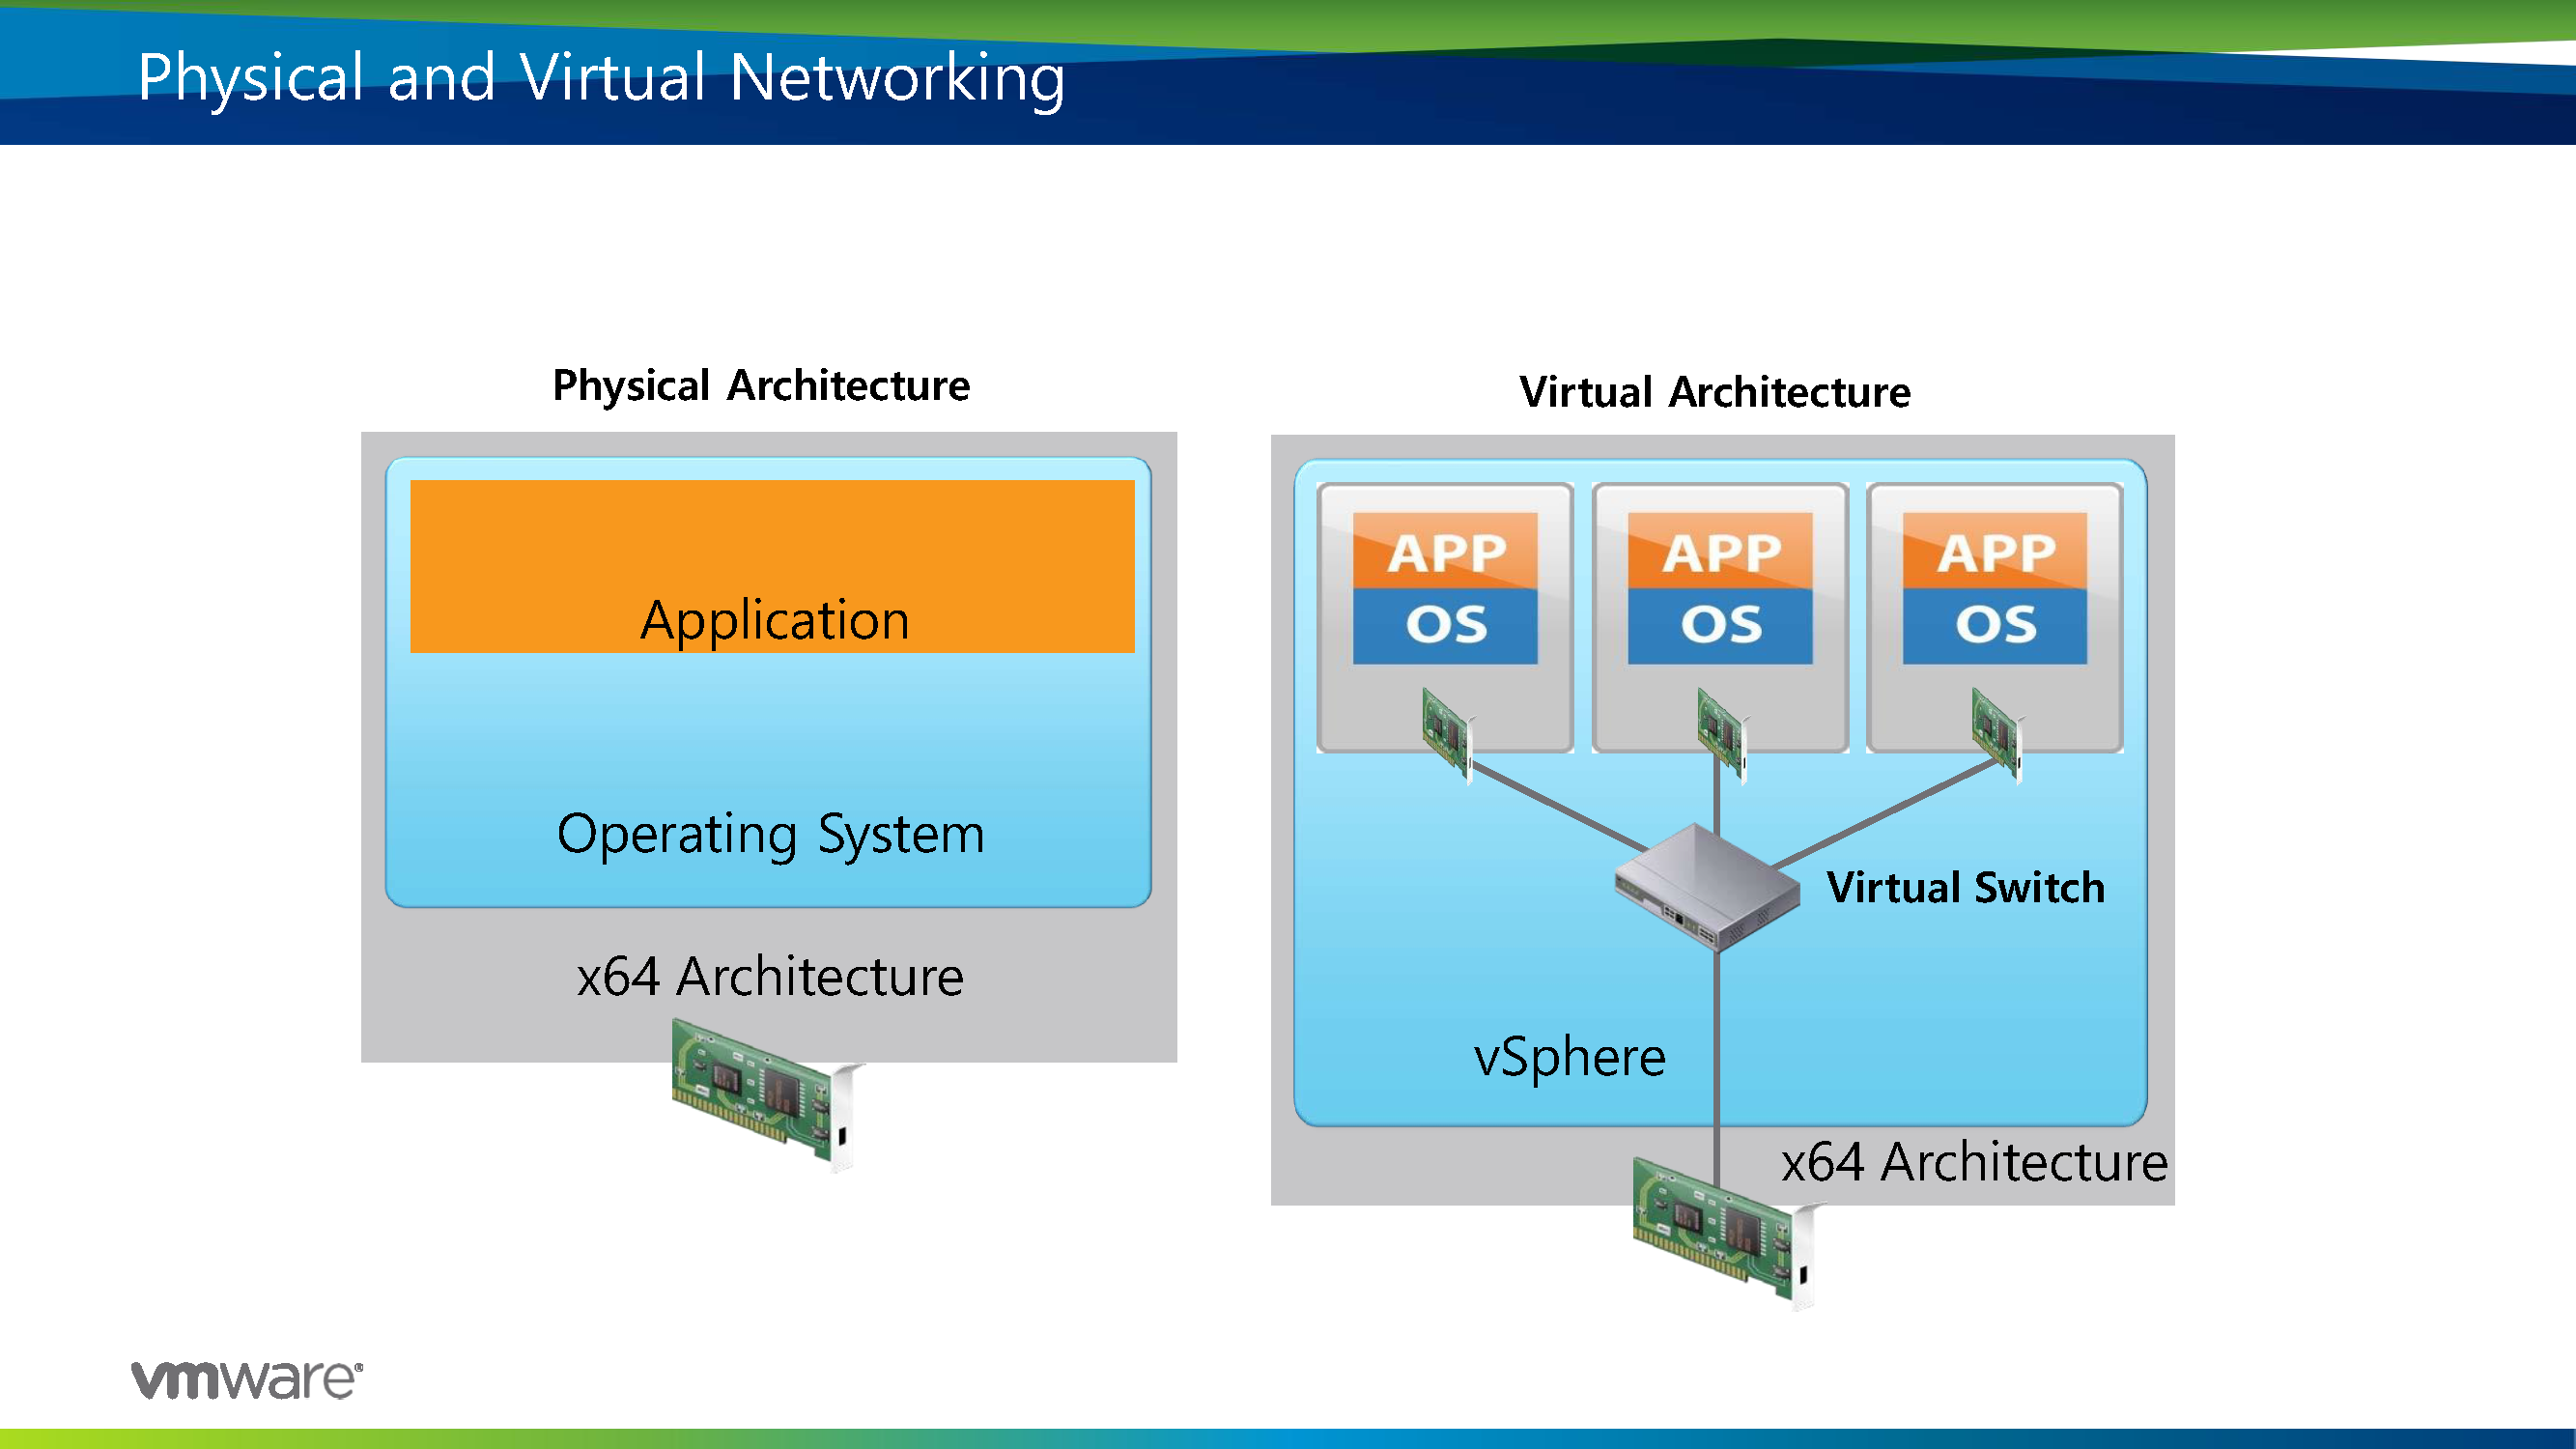 Physical and Virtual Networking
Physical Architecture
Application
Operating System
x64 Architecture
Virtual Architecture
APP
OS
APP
OS
APP
OS
Virtual Switch
vSphere
x64 Architecture
vmware®